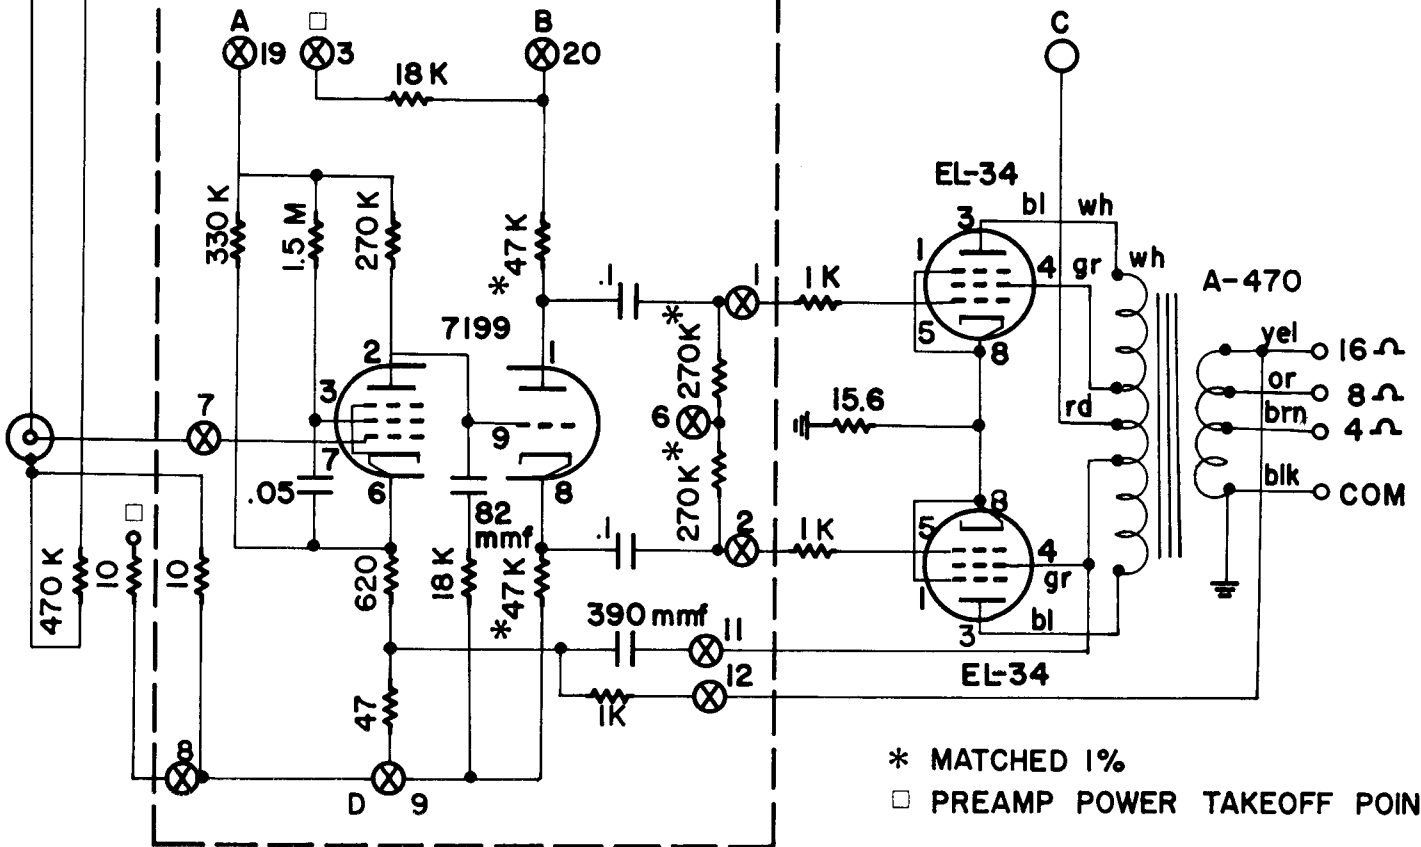 A
B
C
19
3
20
18 K
EL-34
330 K
1.5 M
270 K
* 47 K
3
bl
wh
wh
1
4
gr
A-470
.1
1
1 K
5
8
yel
16 Ω
or
8 Ω
brn
4 Ω
blk
COM
7199
2
1
* 270K
3
7
9
6
15.6
rd
7
* 270K
.05
6
82
mmf
8
.1
2
1 K
5
8
4
gr
1
3
bl
EL-34
470 K
10
10
620
18 K
* 47 K
390 mmf
11
12
1K
47
8
D
9
* MATCHED 1%
□ PREAMP POWER TAKEOFF POIN